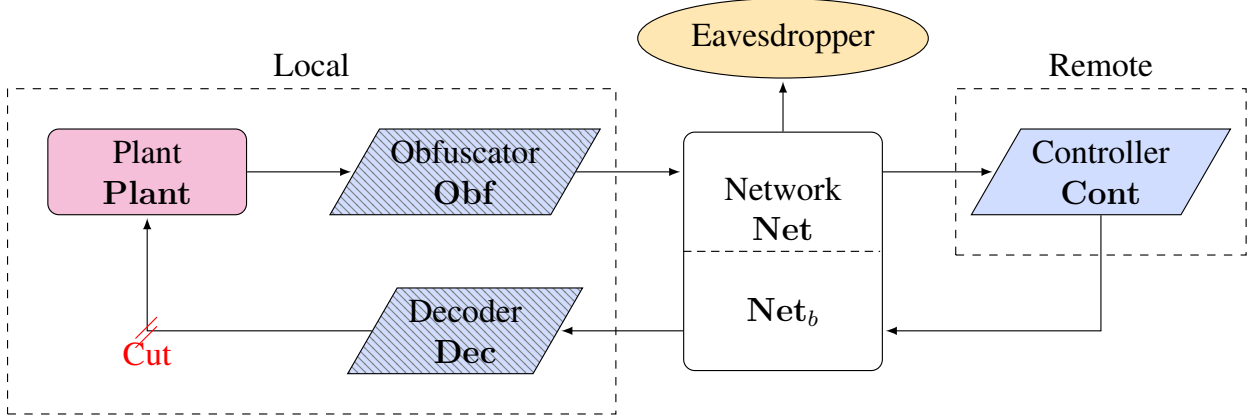 Eavesdropper
Local
Remote
Plant
Plant
Obfuscator
Obf
Network
Net
Controller
Cont
Net_b
Decoder
Dec
Cut